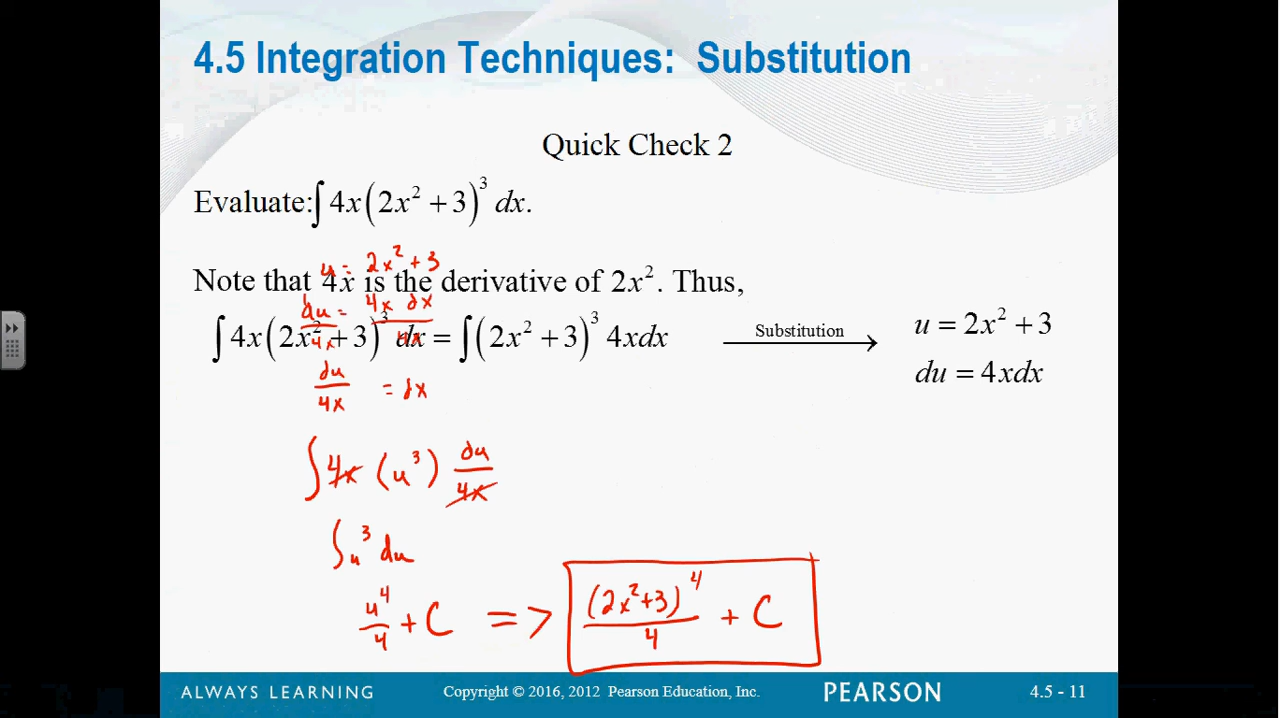 4.5 Integration Techniques: Substitution
Quick Check 2
Evaluate: ∫ 4x(2x² + 3)³ dx.
u = 2x² + 3
Note that 4x is the derivative of 2x². Thus,
du/4x = 4x dx/4x
∫ 4x(2x² + 3)³ dx = ∫ (2x² + 3)³ 4xdx
Substitution →
u = 2x² + 3
du = 4xdx
du/4x = dx
∫ 4x (u³) du/4x
∫ u³ du
u⁴/4 + C => (2x²+3)⁴/4 + C
ALWAYS LEARNING Copyright © 2016, 2012 Pearson Education, Inc. PEARSON 4.5 - 11